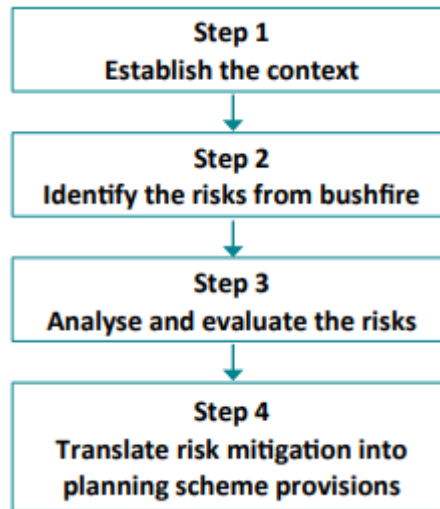 Step 1
Establish the context
Step 2
Identify the risks from bushfire
Step 3
Analyse and evaluate the risks
Step 4
Translate risk mitigation into
planning scheme provisions